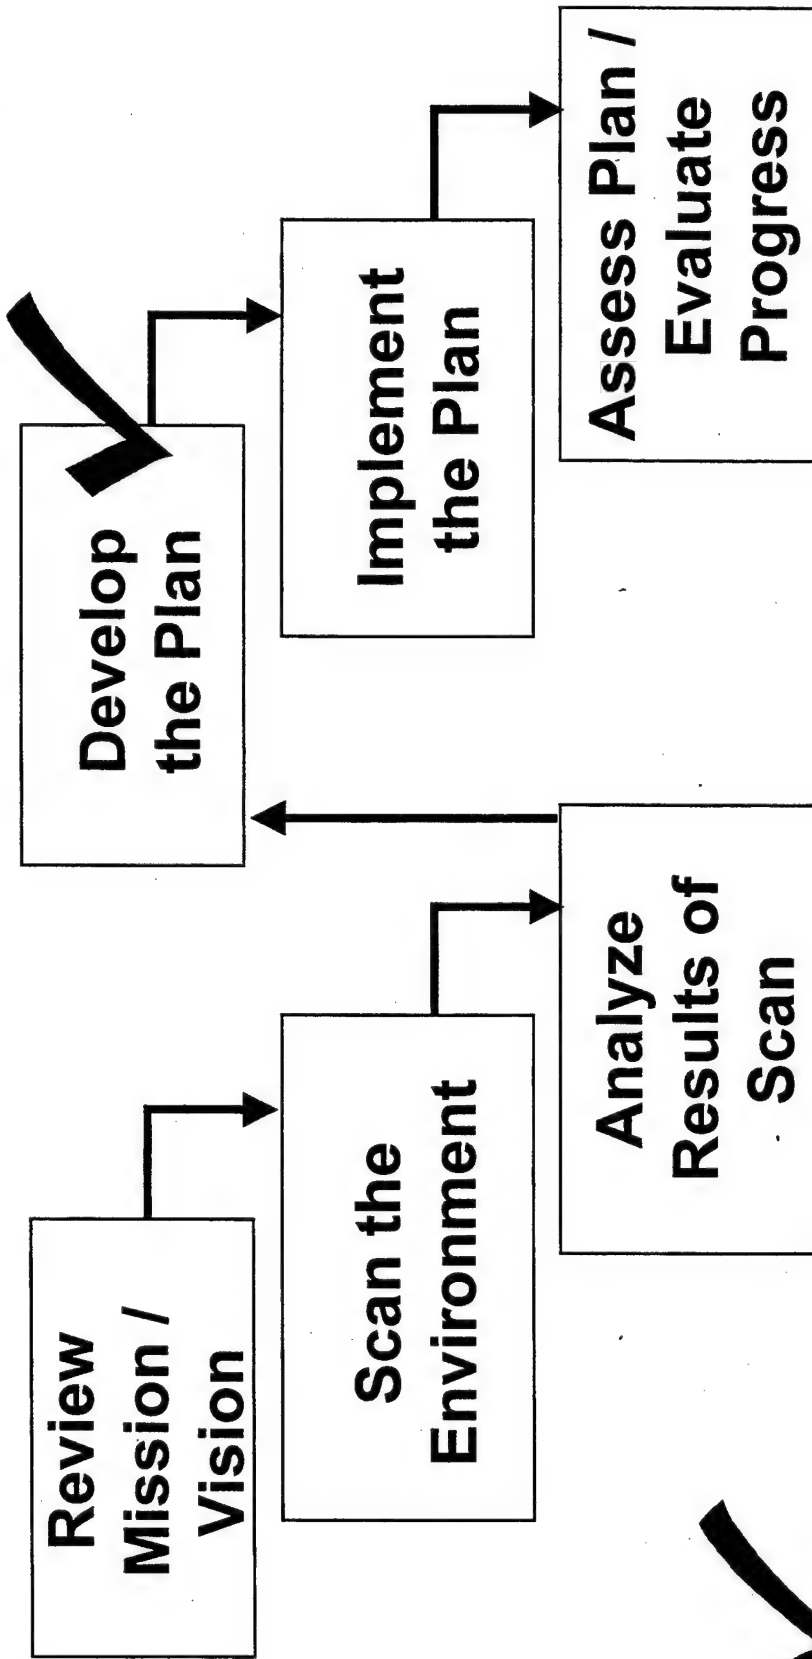 Review
Mission /
Vision
Scan the
Environment
Analyze
Results of
Scan
Develop
the Plan
Implement
the Plan
Assess Plan /
Evaluate
Progress